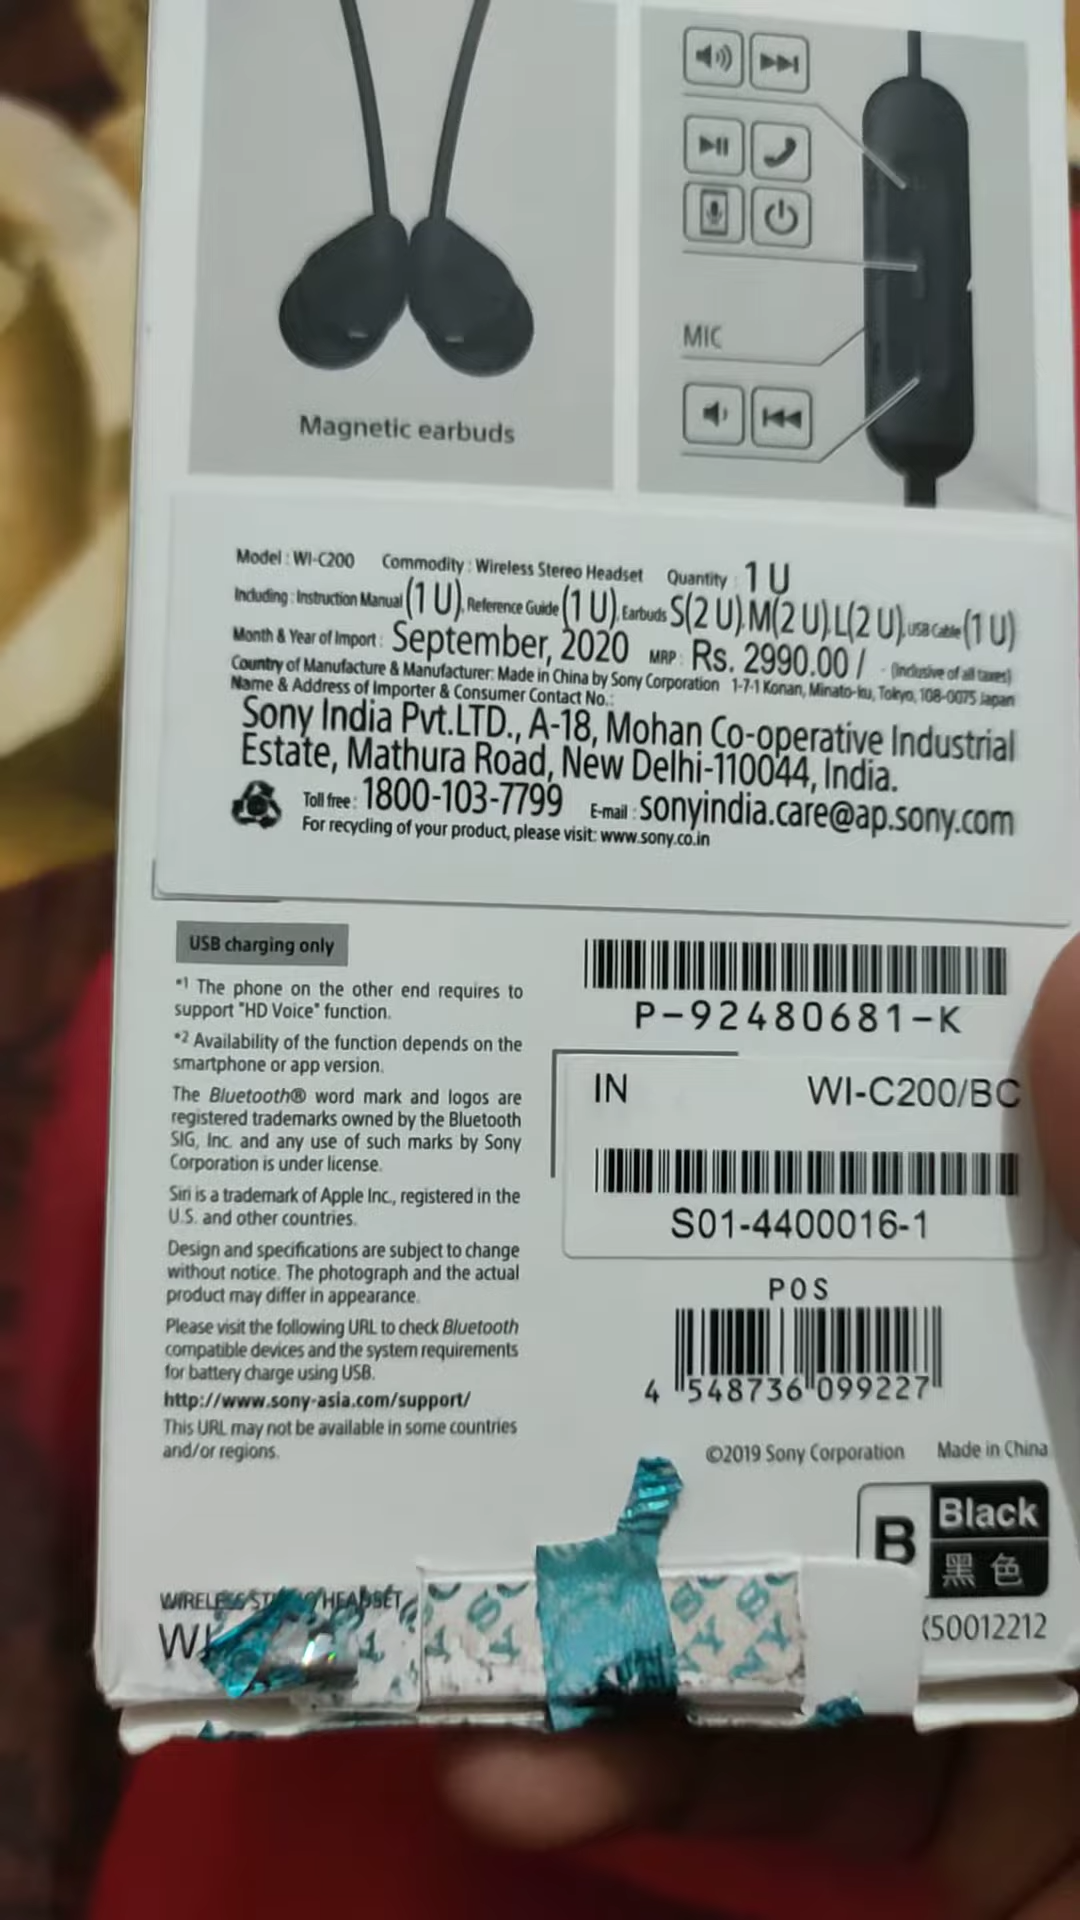 Magnetic earbuds
MIC
Model : WI-C200 Commodity : Wireless Stereo Headset Quantity : 1 U
Including : Instruction Manual (1 U), Reference Guide (1 U), Earbuds S(2 U), M(2 U), L(2 U), USB Cable (1 U)
Month & Year of Import : September, 2020 MRP : Rs. 2990.00 / - (Inclusive of all taxes)
Country of Manufacture & Manufacturer: Made in China by Sony Corporation 1-7-1 Konan, Minato-ku, Tokyo, 108-0075 Japan
Name & Address of Importer & Consumer Contact No.:
Sony India Pvt.LTD., A-18, Mohan Co-operative Industrial
Estate, Mathura Road, New Delhi-110044, India.
Toll free : 1800-103-7799 E-mail : sonyindia.care@ap.sony.com
For recycling of your product, please visit: www.sony.co.in
USB charging only
*1 The phone on the other end requires to
support "HD Voice" function.
*2 Availability of the function depends on the
smartphone or app version.
The Bluetooth® word mark and logos are
registered trademarks owned by the Bluetooth
SIG, Inc. and any use of such marks by Sony
Corporation is under license.
Siri is a trademark of Apple Inc., registered in the
U.S. and other countries.
Design and specifications are subject to change
without notice. The photograph and the actual
product may differ in appearance.
Please visit the following URL to check Bluetooth
compatible devices and the system requirements
for battery charge using USB.
http://www.sony-asia.com/support/
This URL may not be available in some countries
and/or regions.
P-92480681-K
IN WI-C200/BC
S01-4400016-1
POS
4 548736 099227
©2019 Sony Corporation Made in China
B Black
黑色
WIRELESS ST HEADSET
50012212